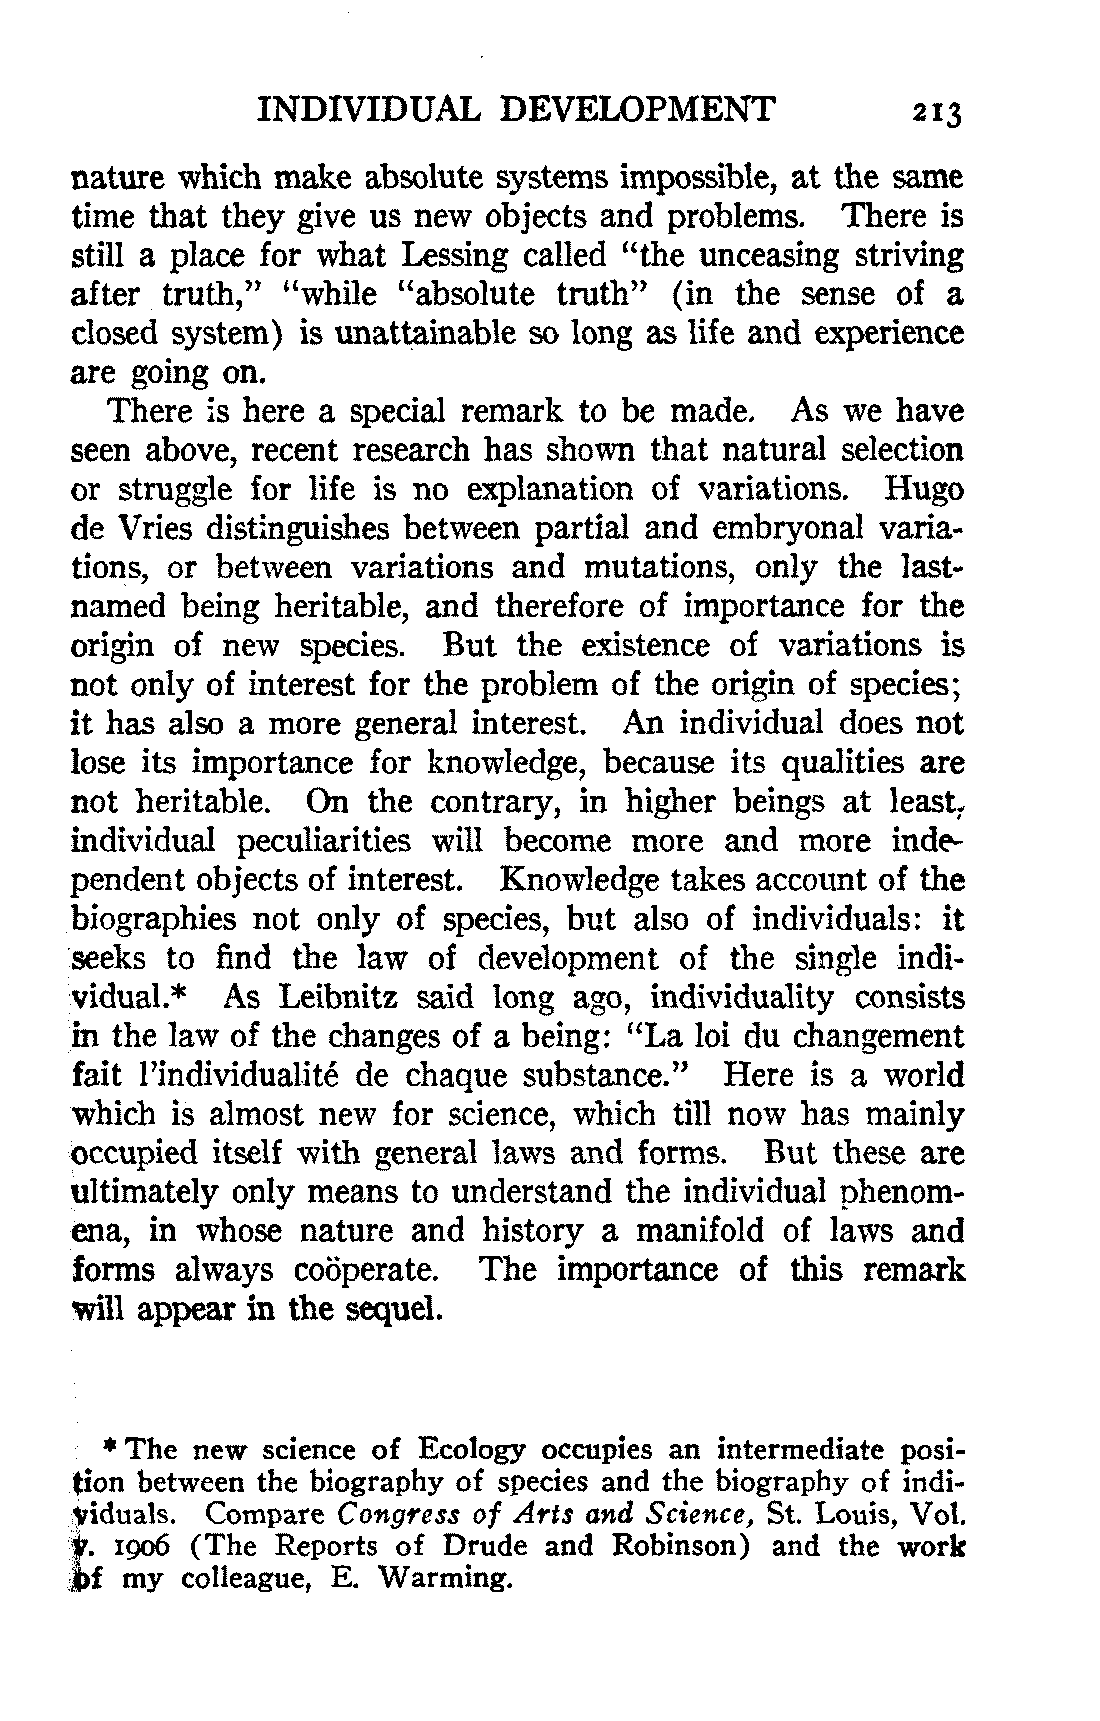 INDIVIDUAL DEVELOPMENT 213
nature which make absolute systems impossible, at the same
time that they give us new objects and problems. There is
still a place for what Lessing called “the unceasing striving
after truth,” “while “absolute truth” (in the sense of a
closed system) is unattainable so long as life and experience
are going on.
There is here a special remark to be made. As we have
seen above, recent research has shown that natural selection
or struggle for life is no explanation of variations. Hugo
de Vries distinguishes between partial and embryonal varia-
tions, or between variations and mutations, only the last-
named being heritable, and therefore of importance for the
origin of new species. But the existence of variations is
not only of interest for the problem of the origin of species;
it has also a more general interest. An individual does not
lose its importance for knowledge, because its qualities are
not heritable. On the contrary, in higher beings at least,
individual peculiarities will become more and more inde-
pendent objects of interest. Knowledge takes account of the
biographies not only of species, but also of individuals: it
seeks to find the law of development of the single indi-
vidual.* As Leibnitz said long ago, individuality consists
in the law of the changes of a being: “La loi du changement
fait l’individualité de chaque substance.” Here is a world
which is almost new for science, which till now has mainly
occupied itself with general laws and forms. But these are
ultimately only means to understand the individual phenom-
ena, in whose nature and history a manifold of laws and
forms always coöperate. The importance of this remark
will appear in the sequel.
* The new science of Ecology occupies an intermediate posi-
tion between the biography of species and the biography of indi-
viduals. Compare Congress of Arts and Science, St. Louis, Vol.
v. 1906 (The Reports of Drude and Robinson) and the work
of my colleague, E. Warming.